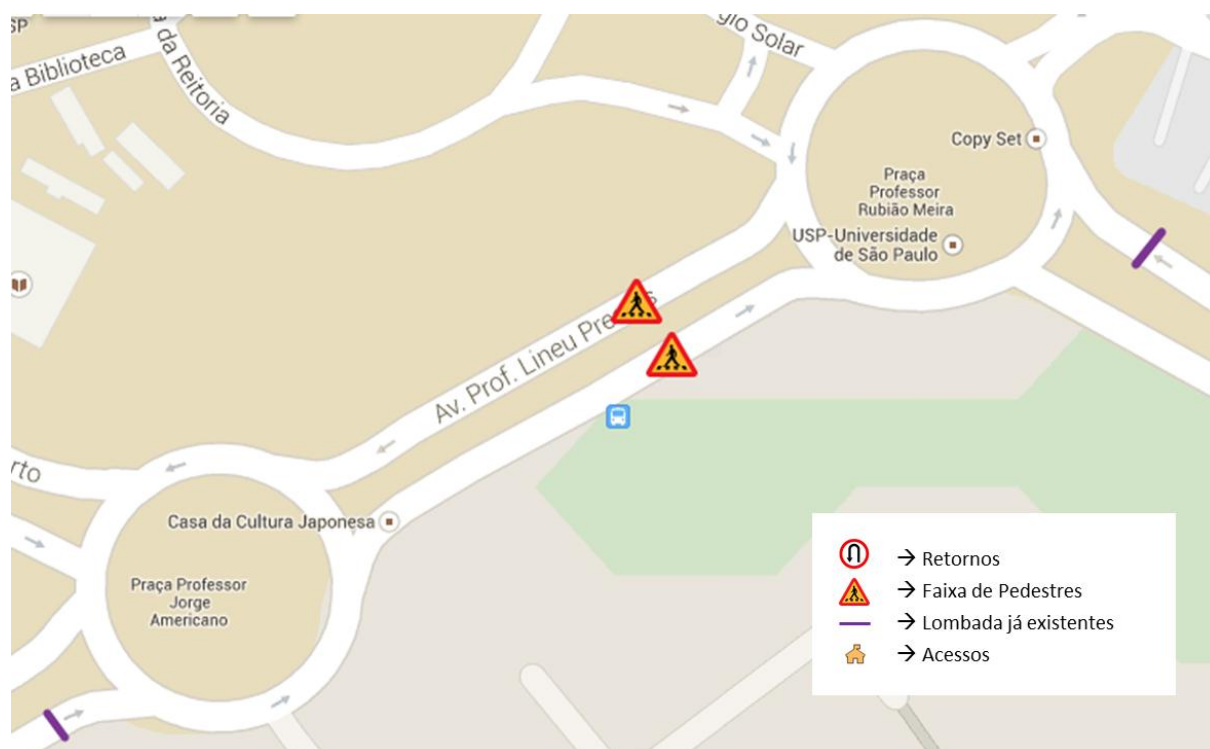 SP
a Biblioteca
a da Reitoria
gio Solar
Copy Set
Praça
Professor
Rubião Meira
USP-Universidade
de São Paulo
Av. Prof. Lineu Pre
rto
Casa da Cultura Japonesa
Praça Professor
Jorge
Americano
→ Retornos
→ Faixa de Pedestres
→ Lombada já existentes
→ Acessos